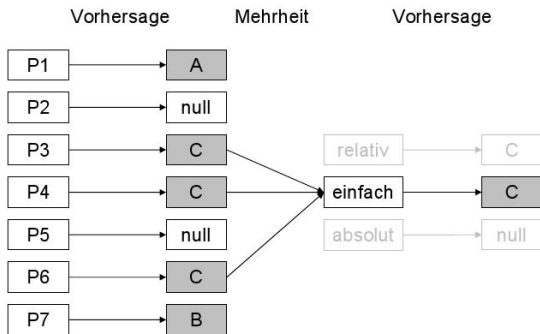 Vorhersage Mehrheit Vorhersage
P1 A
P2 null
P3 C relativ C
P4 C einfach C
P5 null absolut null
P6 C
P7 B